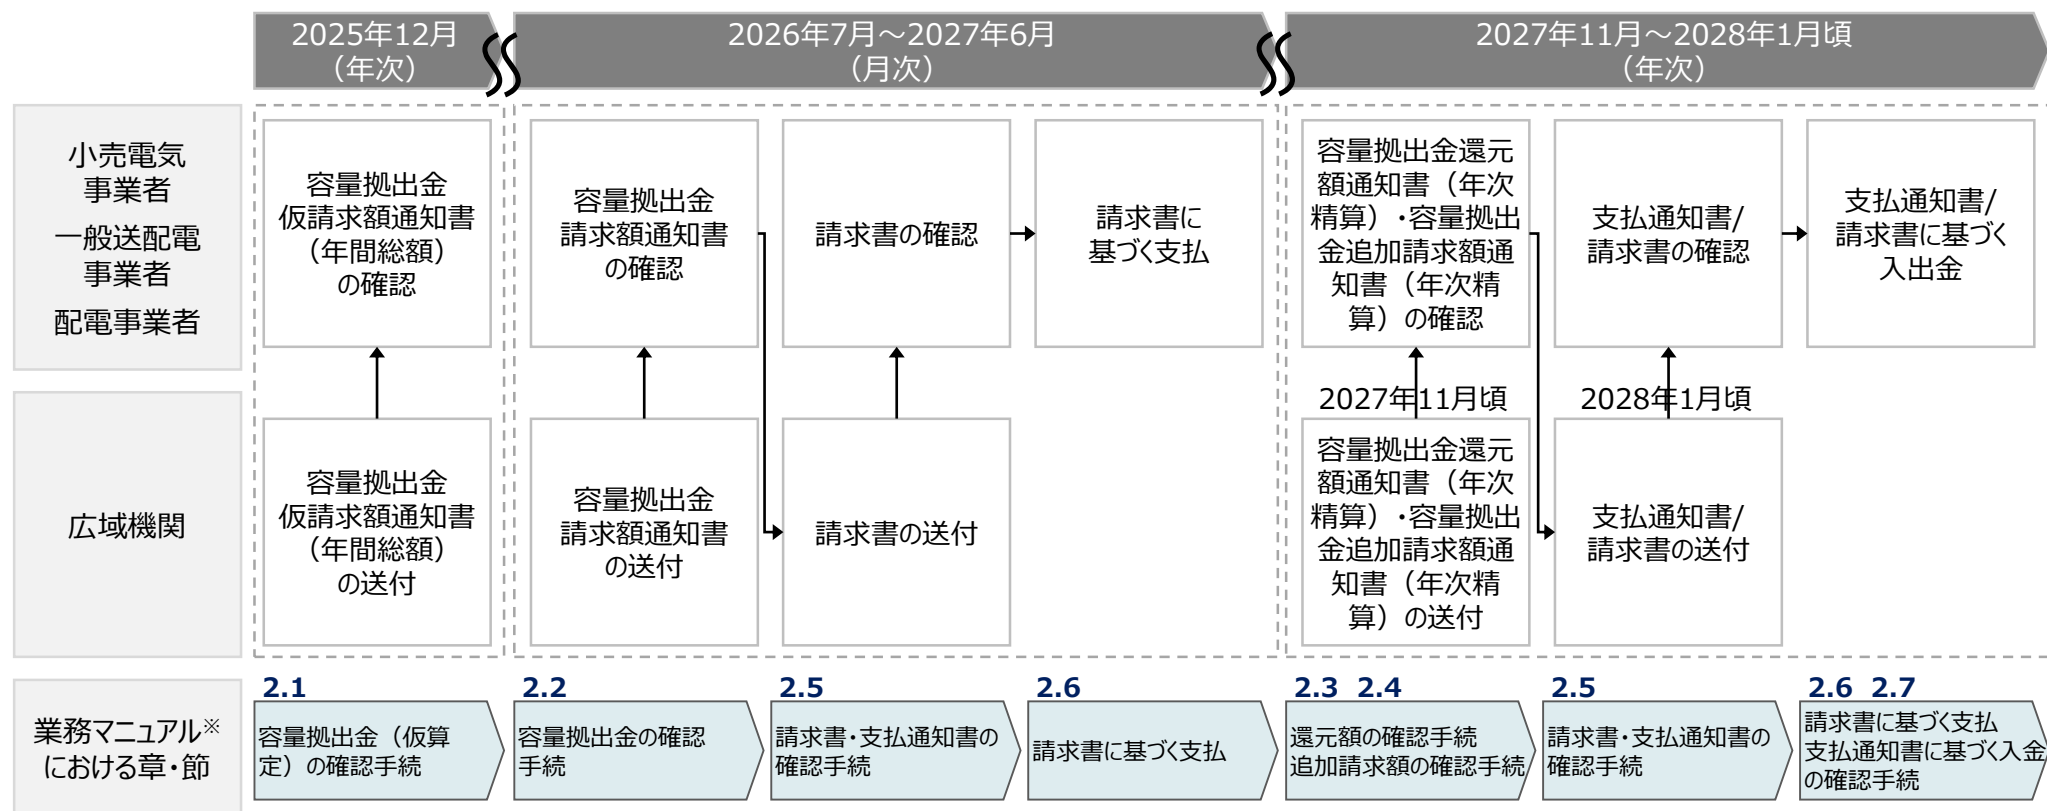 2025年12月
（年次）
2026年7月～2027年6月
（月次）
2027年11月～2028年1月頃
（年次）
小売電気
事業者
一般送配電
事業者
配電事業者
容量拠出金
仮請求額通知書
（年間総額）
の確認
容量拠出金
請求額通知書
の確認
請求書の確認
請求書に
基づく支払
容量拠出金還元
額通知書（年次
精算）・容量拠出
金追加請求額通
知書（年次精
算）の確認
支払通知書/
請求書の確認
支払通知書/
請求書に基づく
入出金
2027年11月頃
2028年1月頃
広域機関
容量拠出金
仮請求額通知書
（年間総額）
の送付
容量拠出金
請求額通知書
の送付
請求書の送付
容量拠出金還元
額通知書（年次
精算）・容量拠出
金追加請求額通
知書（年次精
算）の送付
支払通知書/
請求書の送付
業務マニュアル※
における章・節
2.1
容量拠出金（仮算
定）の確認手続
2.2
容量拠出金の確認
手続
2.5
請求書・支払通知書の
確認手続
2.6
請求書に基づく支払
2.3 2.4
還元額の確認手続
追加請求額の確認手続
2.5
請求書・支払通知書の
確認手続
2.6 2.7
請求書に基づく支払
支払通知書に基づく入金
の確認手続